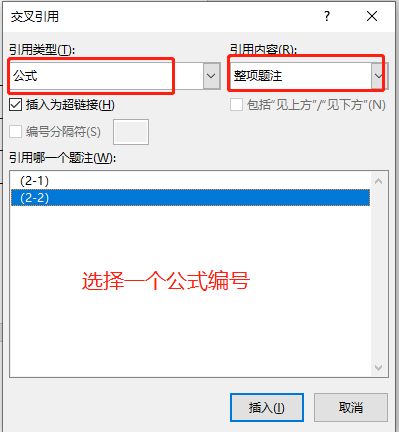 交叉引用
引用类型(T):
引用内容(R):
公式
整项题注
插入为超链接(H)
包括"见上方"/"见下方"(N)
编号分隔符(S)
引用哪一个题注(W):
(2-1)
(2-2)
选择一个公式编号
插入(I)
取消